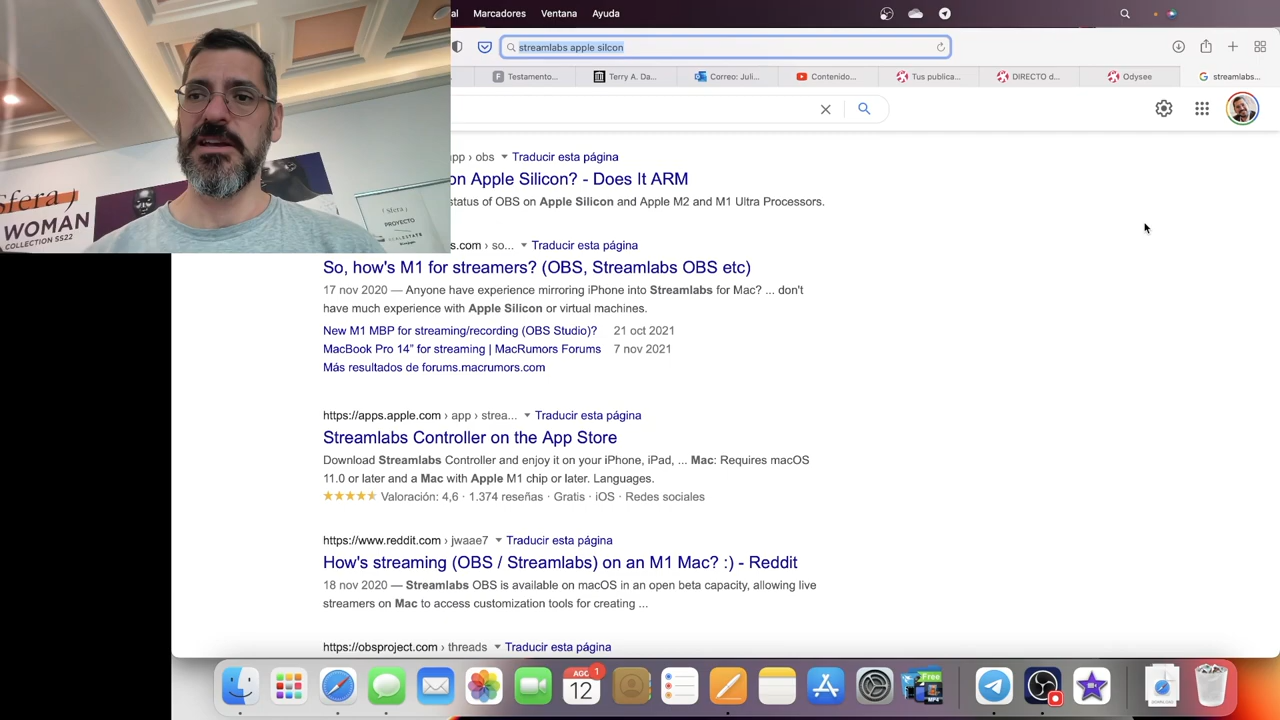 al Marcadores Ventana Ayuda
streamlabs apple silcon
Testamento... Terry A. Da... Correo: Juli... Contenido... Tus publica... DIRECTO d... Odysee streamlabs...
app › obs Traducir esta página
on Apple Silicon? - Does It ARM
status of OBS on Apple Silicon and Apple M2 and M1 Ultra Processors.
s.com › so... Traducir esta página
So, how's M1 for streamers? (OBS, Streamlabs OBS etc)
17 nov 2020 — Anyone have experience mirroring iPhone into Streamlabs for Mac? ... don't
have much experience with Apple Silicon or virtual machines.
New M1 MBP for streaming/recording (OBS Studio)? 21 oct 2021
MacBook Pro 14" for streaming | MacRumors Forums 7 nov 2021
Más resultados de forums.macrumors.com
https://apps.apple.com › app › strea... Traducir esta página
Streamlabs Controller on the App Store
Download Streamlabs Controller and enjoy it on your iPhone, iPad, ... Mac: Requires macOS
11.0 or later and a Mac with Apple M1 chip or later. Languages.
Valoración: 4,6 · 1.374 reseñas · Gratis · iOS · Redes sociales
https://www.reddit.com › jwaae7 Traducir esta página
How's streaming (OBS / Streamlabs) on an M1 Mac? :) - Reddit
18 nov 2020 — Streamlabs OBS is available on macOS in an open beta capacity, allowing live
streamers on Mac to access customization tools for creating ...
https://obsproject.com › threads Traducir esta página
sfera
WOMAN
COLLECTION SS22
(sfera)
PROYECTO
AGC 1
12
Free
MP4